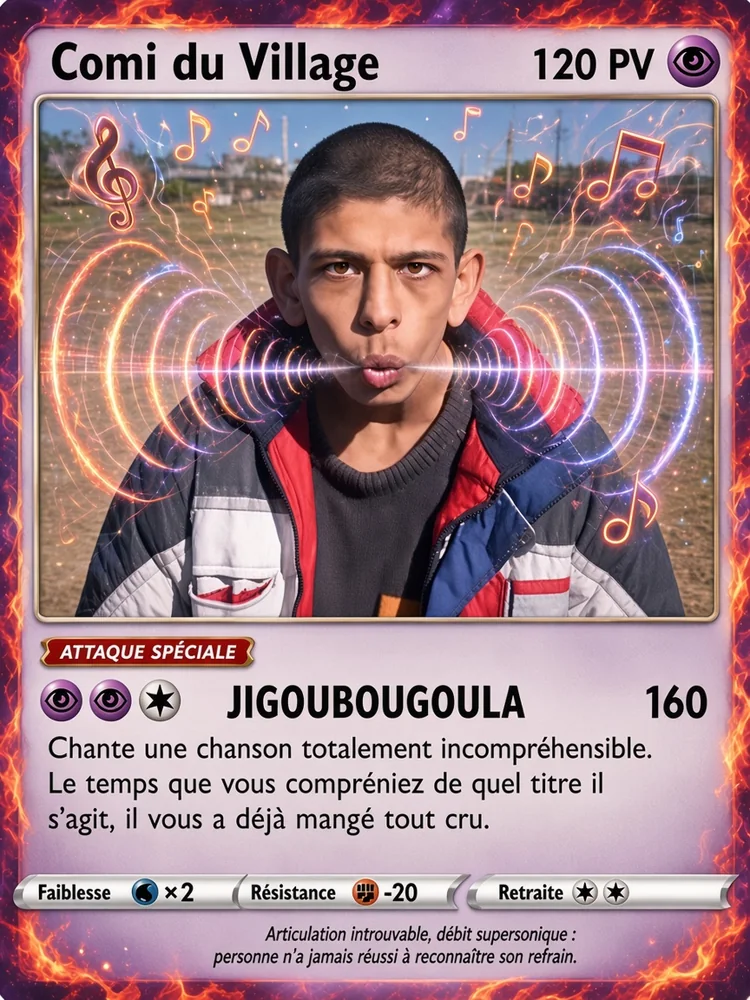 Comi du Village
120 PV
ATTAQUE SPÉCIALE
JIGOUBOUGOULA 160
Chante une chanson totalement incompréhensible.
Le temps que vous compréniez de quel titre il
s'agit, il vous a déjà mangé tout cru.
Faiblesse ×2 Résistance -20 Retraite
Articulation introuvable, débit supersonique :
personne n'a jamais réussi à reconnaître son refrain.